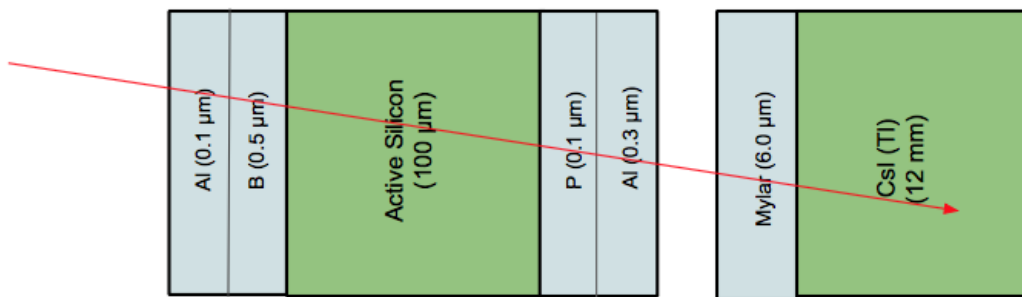 Al (0.1 μm)
B (0.5 μm)
Active Silicon
(100 μm)
P (0.1 μm)
Al (0.3 μm)
Mylar (6.0 μm)
CsI (Tl)
(12 mm)